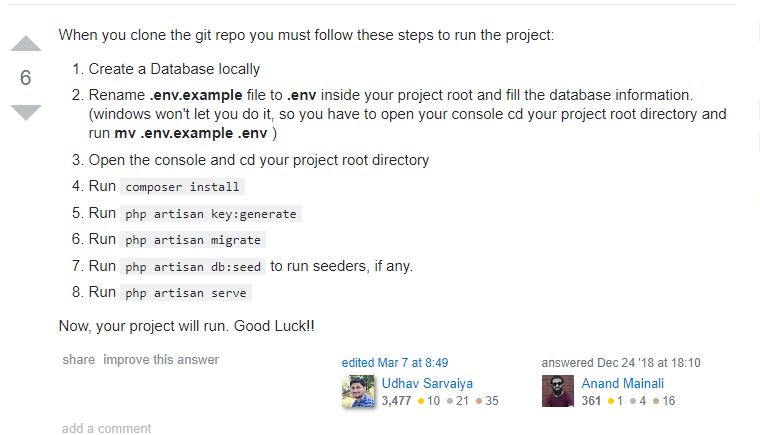 When you clone the git repo you must follow these steps to run the project:
6
1. Create a Database locally
2. Rename .env.example file to .env inside your project root and fill the database information.
(windows won't let you do it, so you have to open your console cd your project root directory and
run mv .env.example .env )
3. Open the console and cd your project root directory
4. Run composer install
5. Run php artisan key:generate
6. Run php artisan migrate
7. Run php artisan db:seed to run seeders, if any.
8. Run php artisan serve
Now, your project will run. Good Luck!!
share improve this answer
edited Mar 7 at 8:49
Udhav Sarvaiya
3,477 ●10 ●21 ●35
answered Dec 24 '18 at 18:10
Anand Mainali
361 ●1 ●4 ●16
add a comment